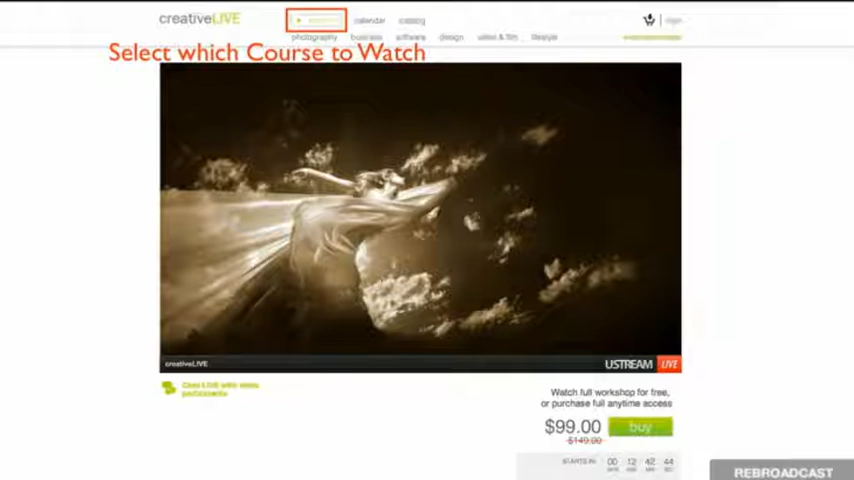 creativeLIVE
calendar
catalog
photography business software design video & film lifestyle
Select which Course to Watch
creativeLIVE
USTREAM LIVE
Watch full workshop for free,
or purchase full anytime access
$99.00 buy
$149.00
STARTS IN: 00 12 42 44
REBROADCAST